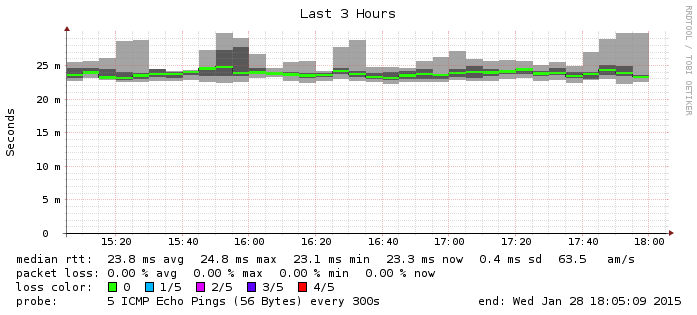 Last 3 Hours
RRDTOOL / TOBI OETIKER
Seconds
25 m
20 m
15 m
10 m
5 m
0
15:20 15:40 16:00 16:20 16:40 17:00 17:20 17:40 18:00
median rtt: 23.8 ms avg 24.8 ms max 23.1 ms min 23.3 ms now 0.4 ms sd 63.5 am/s
packet loss: 0.00 % avg 0.00 % max 0.00 % min 0.00 % now
loss color: 0 1/5 2/5 3/5 4/5
probe: 5 ICMP Echo Pings (56 Bytes) every 300s end: Wed Jan 28 18:05:09 2015